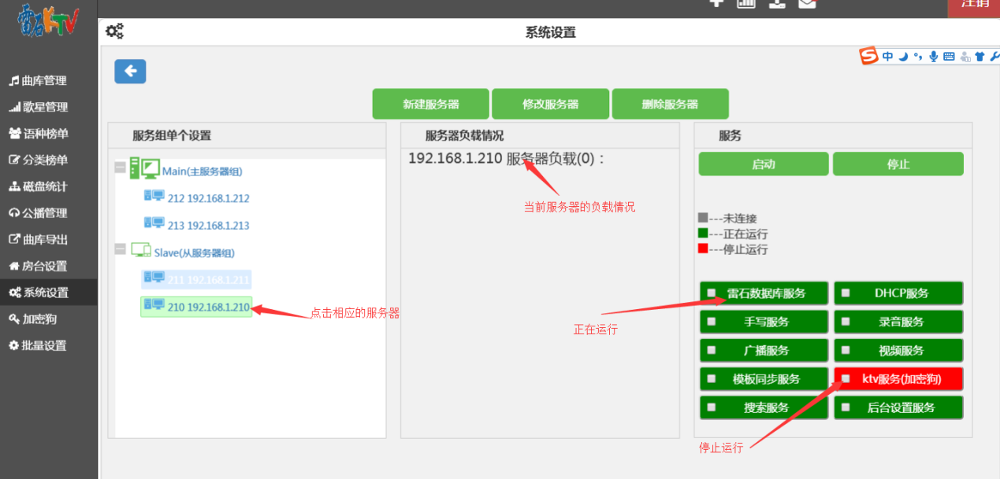 雷石KTV
注销
系统设置
中
曲库管理
歌星管理
语种榜单
分类榜单
磁盘统计
公播管理
曲库导出
房台设置
系统设置
加密狗
批量设置
新建服务器
修改服务器
删除服务器
服务组单个设置
Main(主服务器组)
212 192.168.1.212
213 192.168.1.213
Slave(从服务器组)
211 192.168.1.211
210 192.168.1.210
点击相应的服务器
服务器负载情况
192.168.1.210 服务器负载(0)：
当前服务器的负载情况
正在运行
服务
启动
停止
---未连接
---正在运行
---停止运行
雷石数据库服务
DHCP服务
手写服务
录音服务
广播服务
视频服务
模板同步服务
ktv服务(加密狗)
搜索服务
后台设置服务
停止运行